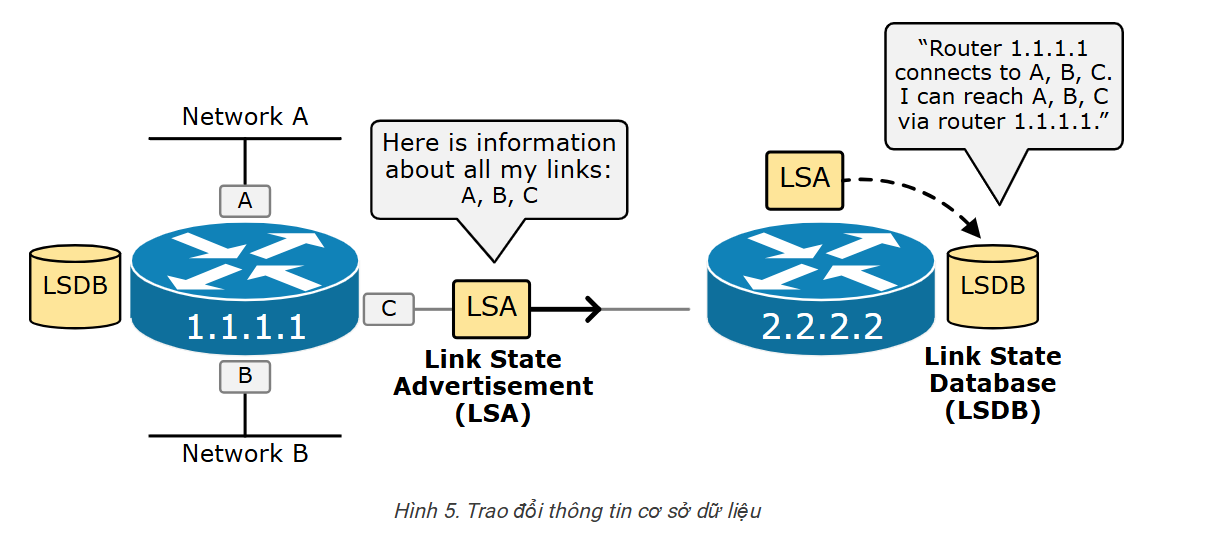 Network A
A
LSDB
1.1.1.1
B
Network B
C
Here is information
about all my links:
A, B, C
LSA
Link State
Advertisement
(LSA)
“Router 1.1.1.1
connects to A, B, C.
I can reach A, B, C
via router 1.1.1.1.”
LSA
2.2.2.2
LSDB
Link State
Database
(LSDB)
Hình 5. Trao đổi thông tin cơ sở dữ liệu